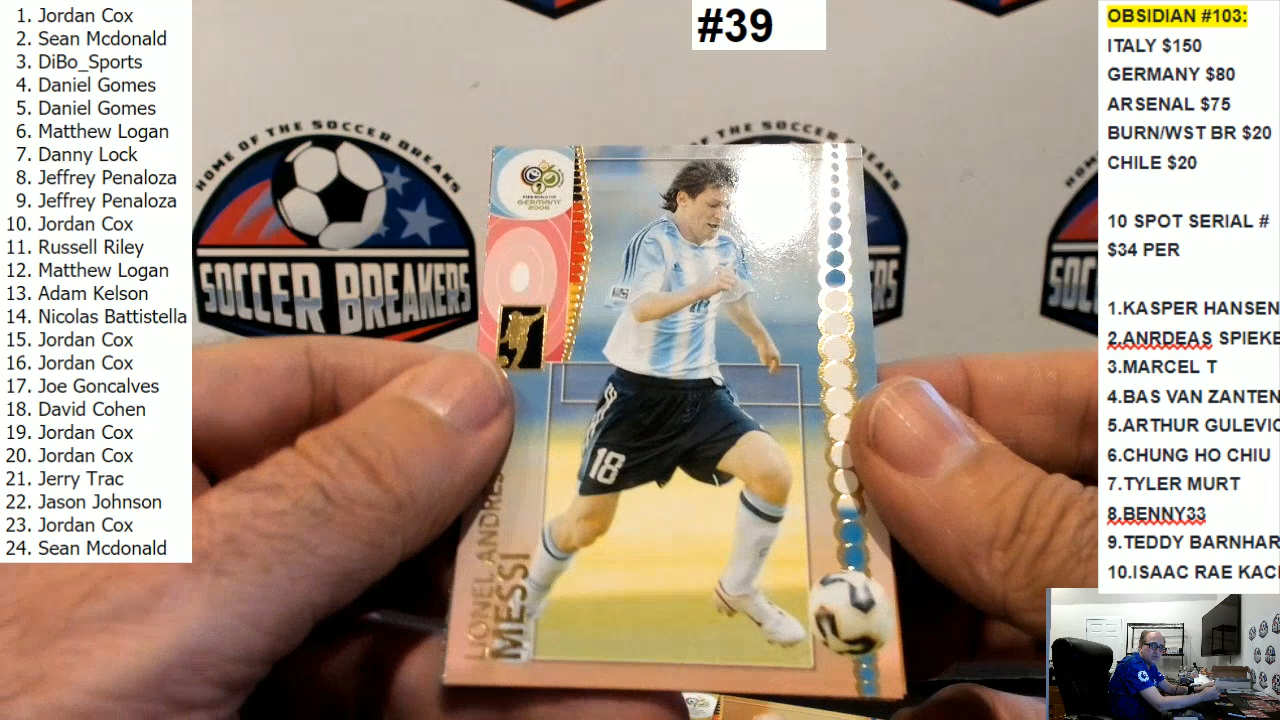 1. Jordan Cox
2. Sean Mcdonald
3. DiBo_Sports
4. Daniel Gomes
5. Daniel Gomes
6. Matthew Logan
7. Danny Lock
8. Jeffrey Penaloza
9. Jeffrey Penaloza
10. Jordan Cox
11. Russell Riley
12. Matthew Logan
13. Adam Kelson
14. Nicolas Battistella
15. Jordan Cox
16. Jordan Cox
17. Joe Goncalves
18. David Cohen
19. Jordan Cox
20. Jordan Cox
21. Jerry Trac
22. Jason Johnson
23. Jordan Cox
24. Sean Mcdonald
#39
HOME OF THE SOCCER BREAKS
SOCCER BREAKERS
FIFA WORLD CUP
GERMANY
2006
18
LIONEL ANDRES
MESSI
OBSIDIAN #103:
ITALY $150
GERMANY $80
ARSENAL $75
BURN/WST BR $20
CHILE $20
10 SPOT SERIAL #
$34 PER
1.KASPER HANSEN
2.ANRDEAS SPIEKE
3.MARCEL T
4.BAS VAN ZANTEN
5.ARTHUR GULEVIC
6.CHUNG HO CHIU
7.TYLER MURT
8.BENNY33
9.TEDDY BARNHAR
10.ISAAC RAE KAC